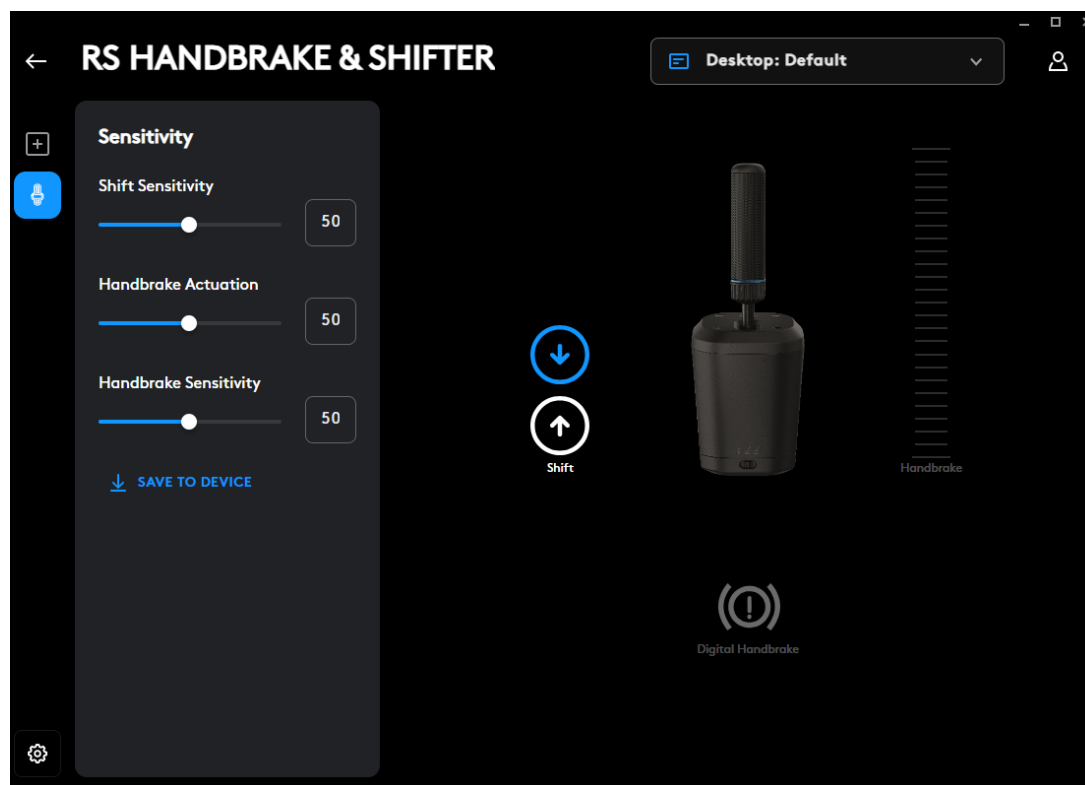 RS HANDBRAKE & SHIFTER
Desktop: Default
Sensitivity
Shift Sensitivity
50
Handbrake Actuation
50
Handbrake Sensitivity
50
SAVE TO DEVICE
Shift
Handbrake
Digital Handbrake